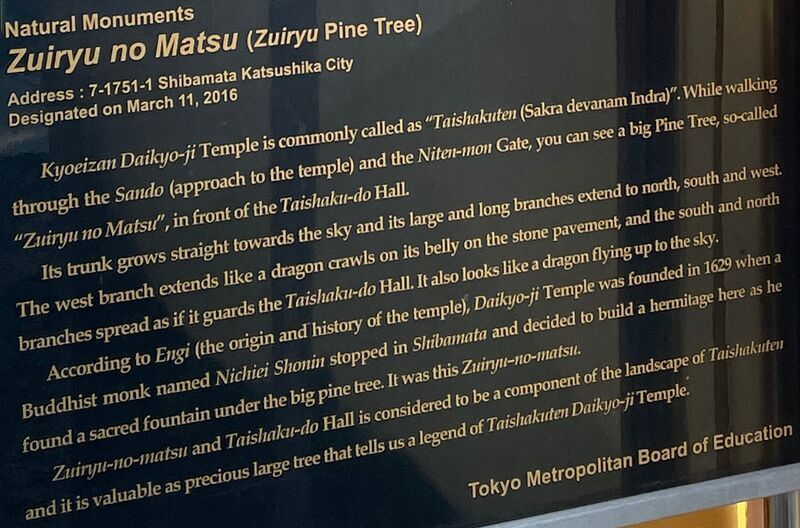 Natural Monuments
Zuiryu no Matsu (Zuiryu Pine Tree)
Address : 7-1751-1 Shibamata Katsushika City
Designated on March 11, 2016
Kyoeizan Daikyo-ji Temple is commonly called as "Taishakuten (Sakra devanam Indra)". While walking
through the Sando (approach to the temple) and the Niten-mon Gate, you can see a big Pine Tree, so-called
"Zuiryu no Matsu", in front of the Taishaku-do Hall.
Its trunk grows straight towards the sky and its large and long branches extend to north, south and west.
The west branch extends like a dragon crawls on its belly on the stone pavement, and the south and north
branches spread as if it guards the Taishaku-do Hall. It also looks like a dragon flying up to the sky.
According to Engi (the origin and history of the temple), Daikyo-ji Temple was founded in 1629 when a
Buddhist monk named Nichiei Shonin stopped in Shibamata and decided to build a hermitage here as he
found a sacred fountain under the big pine tree. It was this Zuiryu-no-matsu.
Zuiryu-no-matsu and Taishaku-do Hall is considered to be a component of the landscape of Taishakuten
and it is valuable as precious large tree that tells us a legend of Taishakuten Daikyo-ji Temple.
Tokyo Metropolitan Board of Education